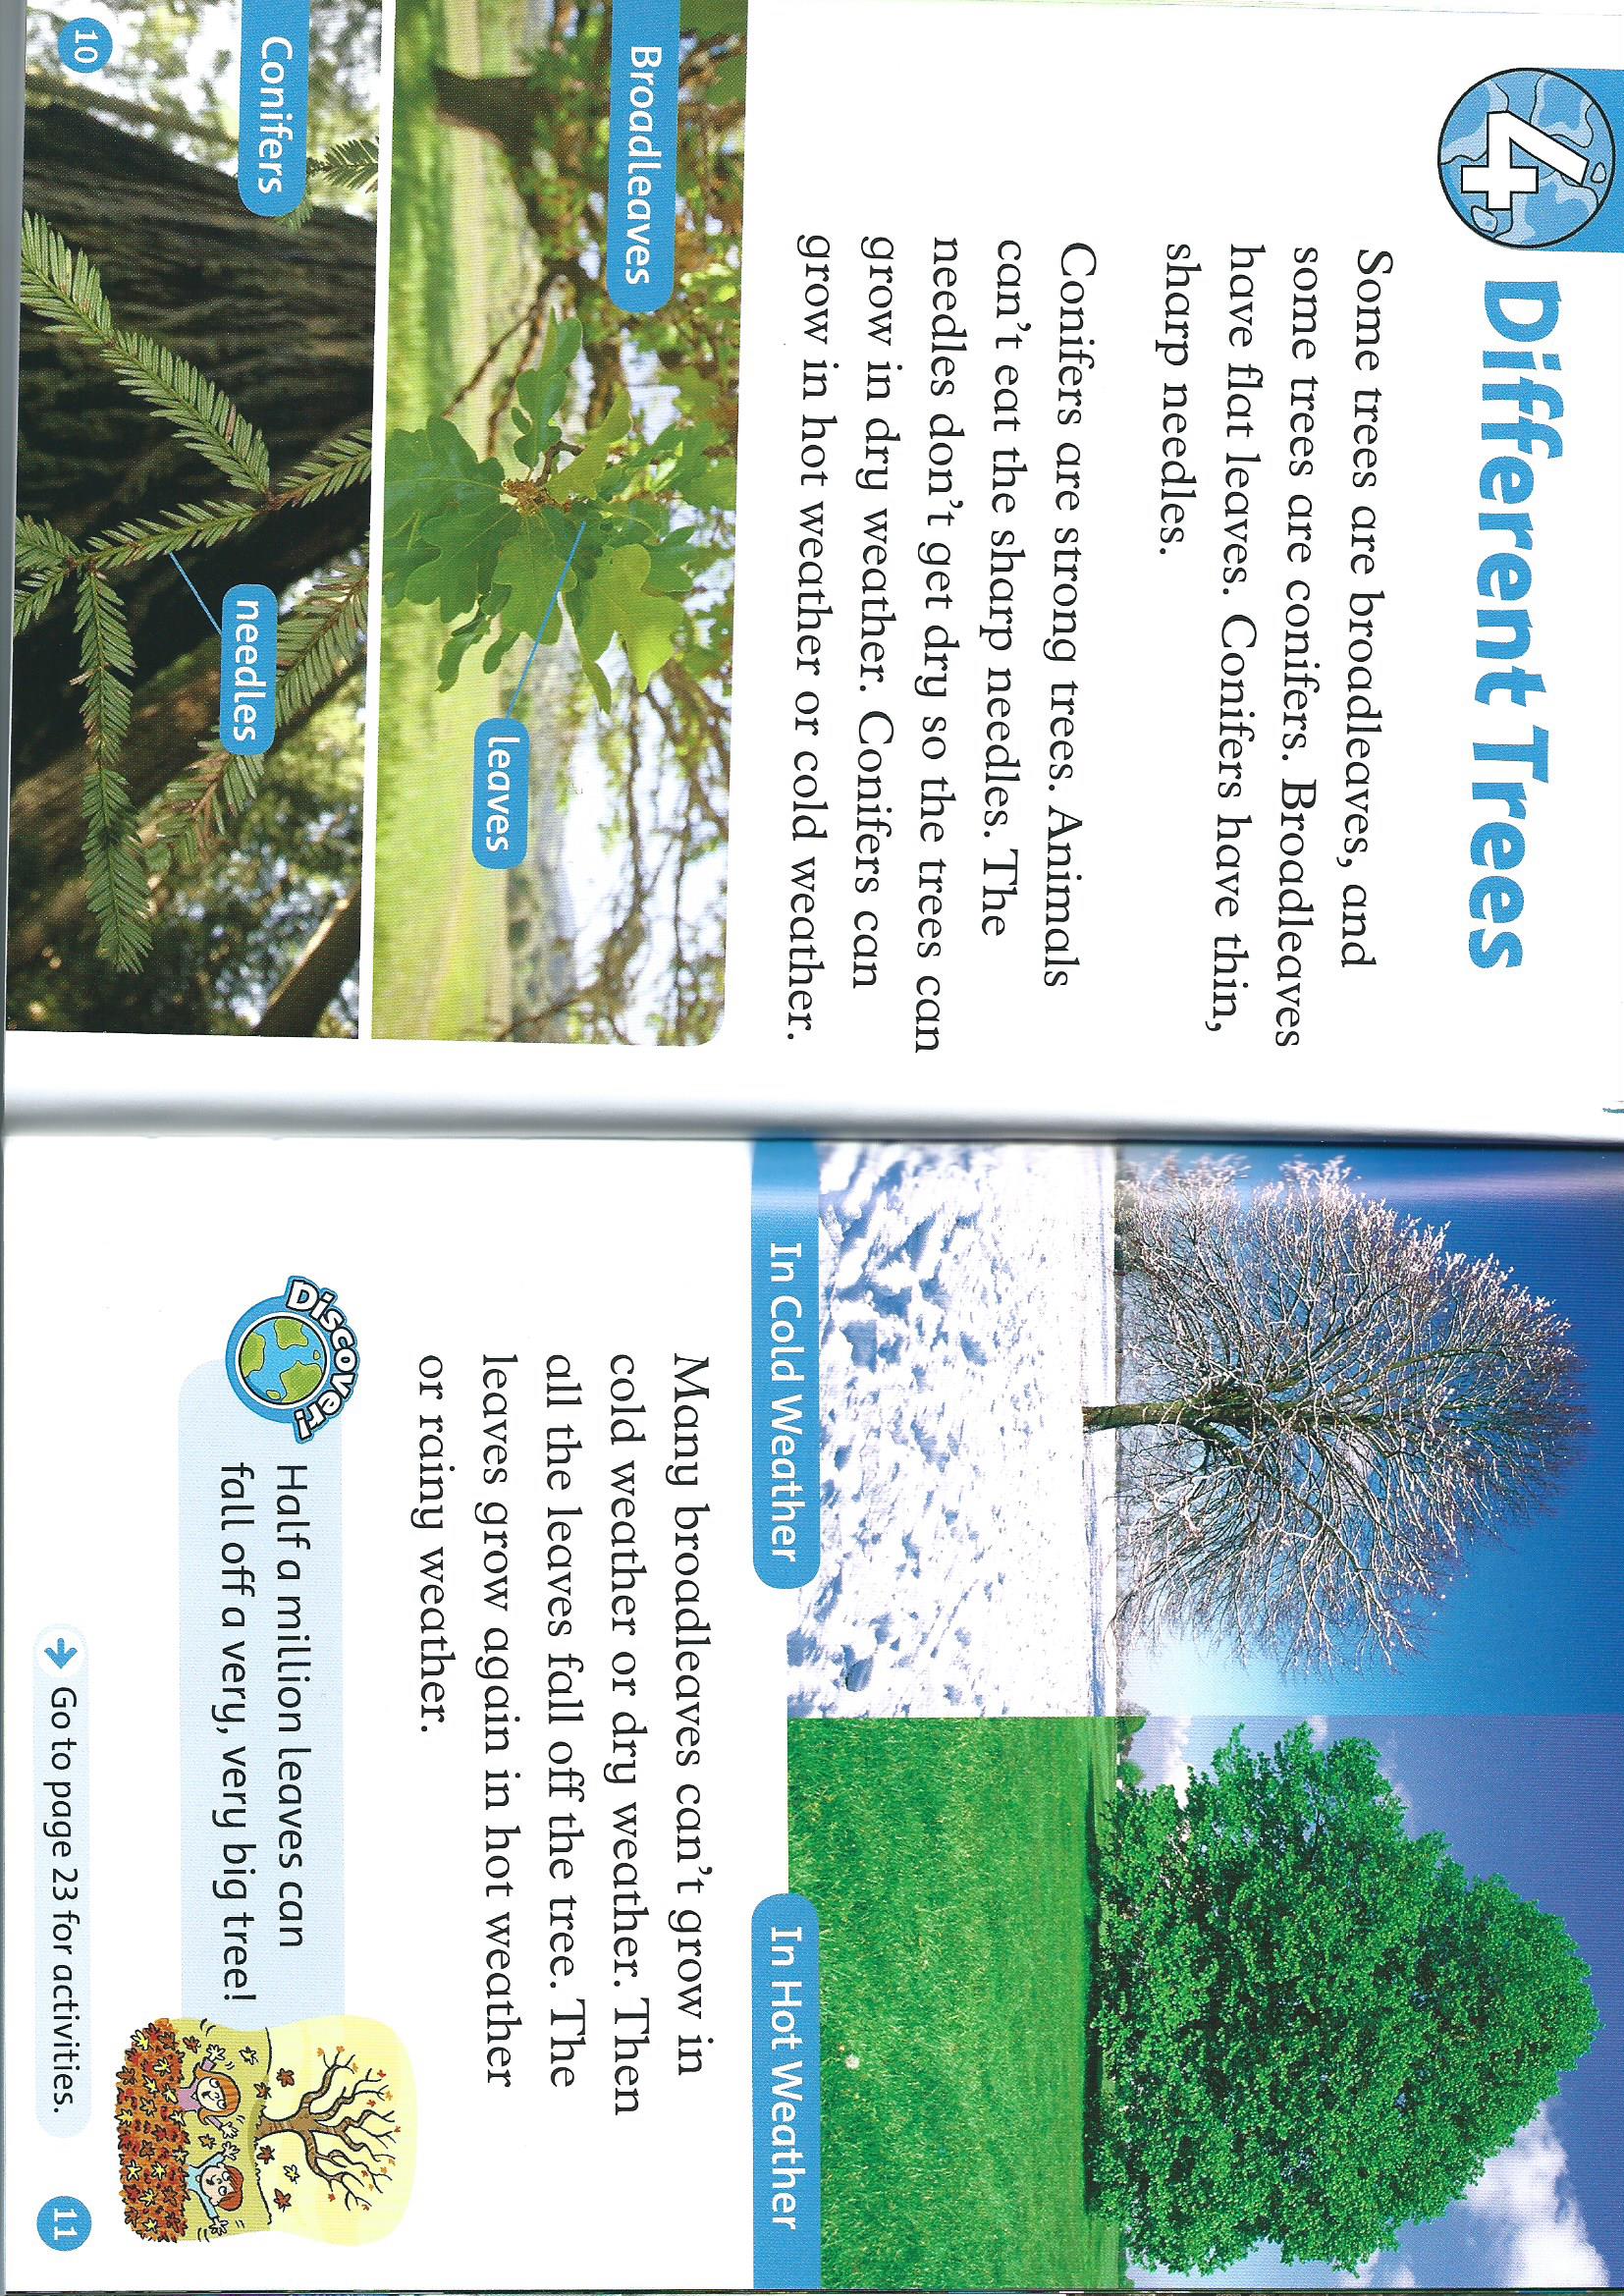 4
Different Trees
Some trees are broadleaves, and
some trees are conifers. Broadleaves
have flat leaves. Conifers have thin,
sharp needles.
Conifers are strong trees. Animals
can't eat the sharp needles. The
needles don't get dry so the trees can
grow in dry weather. Conifers can
grow in hot weather or cold weather.
Broadleaves
leaves
Conifers
needles
10
In Cold Weather
In Hot Weather
Many broadleaves can't grow in
cold weather or dry weather. Then
all the leaves fall off the tree. The
leaves grow again in hot weather
or rainy weather.
Discover!
Half a million leaves can
fall off a very, very big tree!
→ Go to page 23 for activities.
11